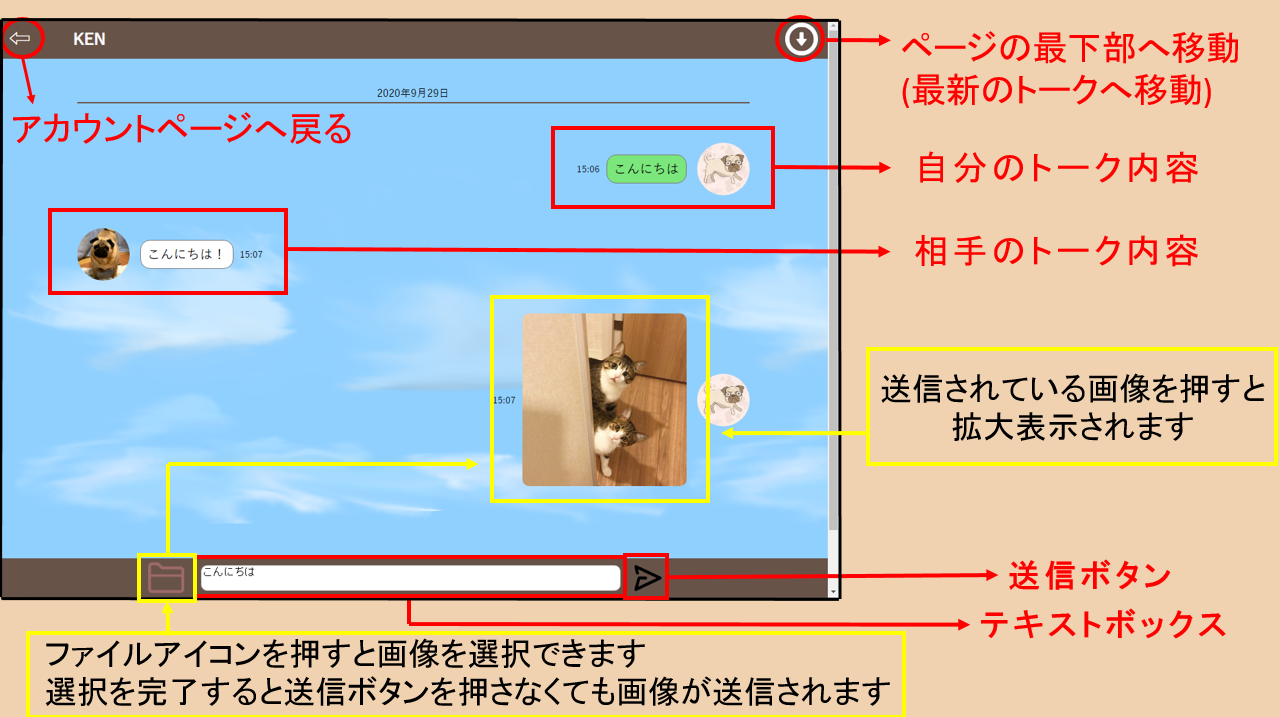 KEN
ページの最下部へ移動
(最新のトークへ移動)
2020年9月29日
アカウントページへ戻る
15:06 こんにちは
自分のトーク内容
こんにちは！ 15:07
相手のトーク内容
送信されている画像を押すと
拡大表示されます
15:07
こんにちは
送信ボタン
テキストボックス
ファイルアイコンを押すと画像を選択できます
選択を完了すると送信ボタンを押さなくても画像が送信されます